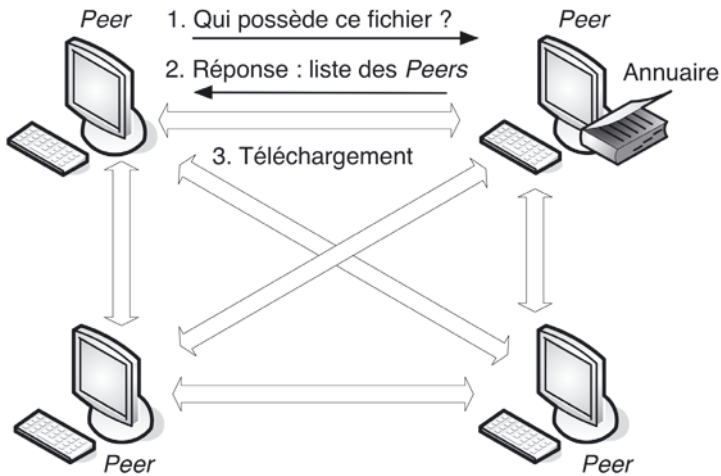 Peer
1. Qui possède ce fichier ?
Peer
2. Réponse : liste des Peers
Annuaire
3. Téléchargement
Peer
Peer